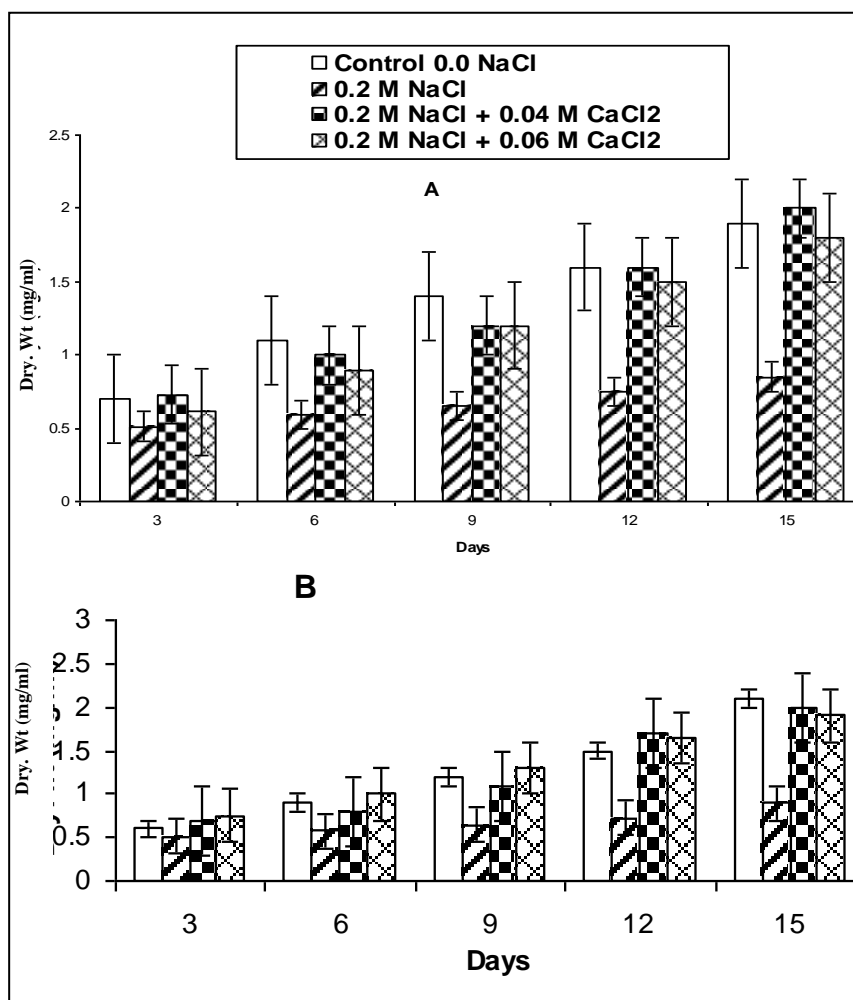 Control 0.0 NaCl
0.2 M NaCl
0.2 M NaCl + 0.04 M CaCl2
0.2 M NaCl + 0.06 M CaCl2
A
Dry. Wt (mg/ml)
2.5
2
1.5
1
0.5
0
3 6 9 12 15
Days
B
Dry. Wt (mg/ml)
3
2.5
2
1.5
1
0.5
0
3 6 9 12 15
Days